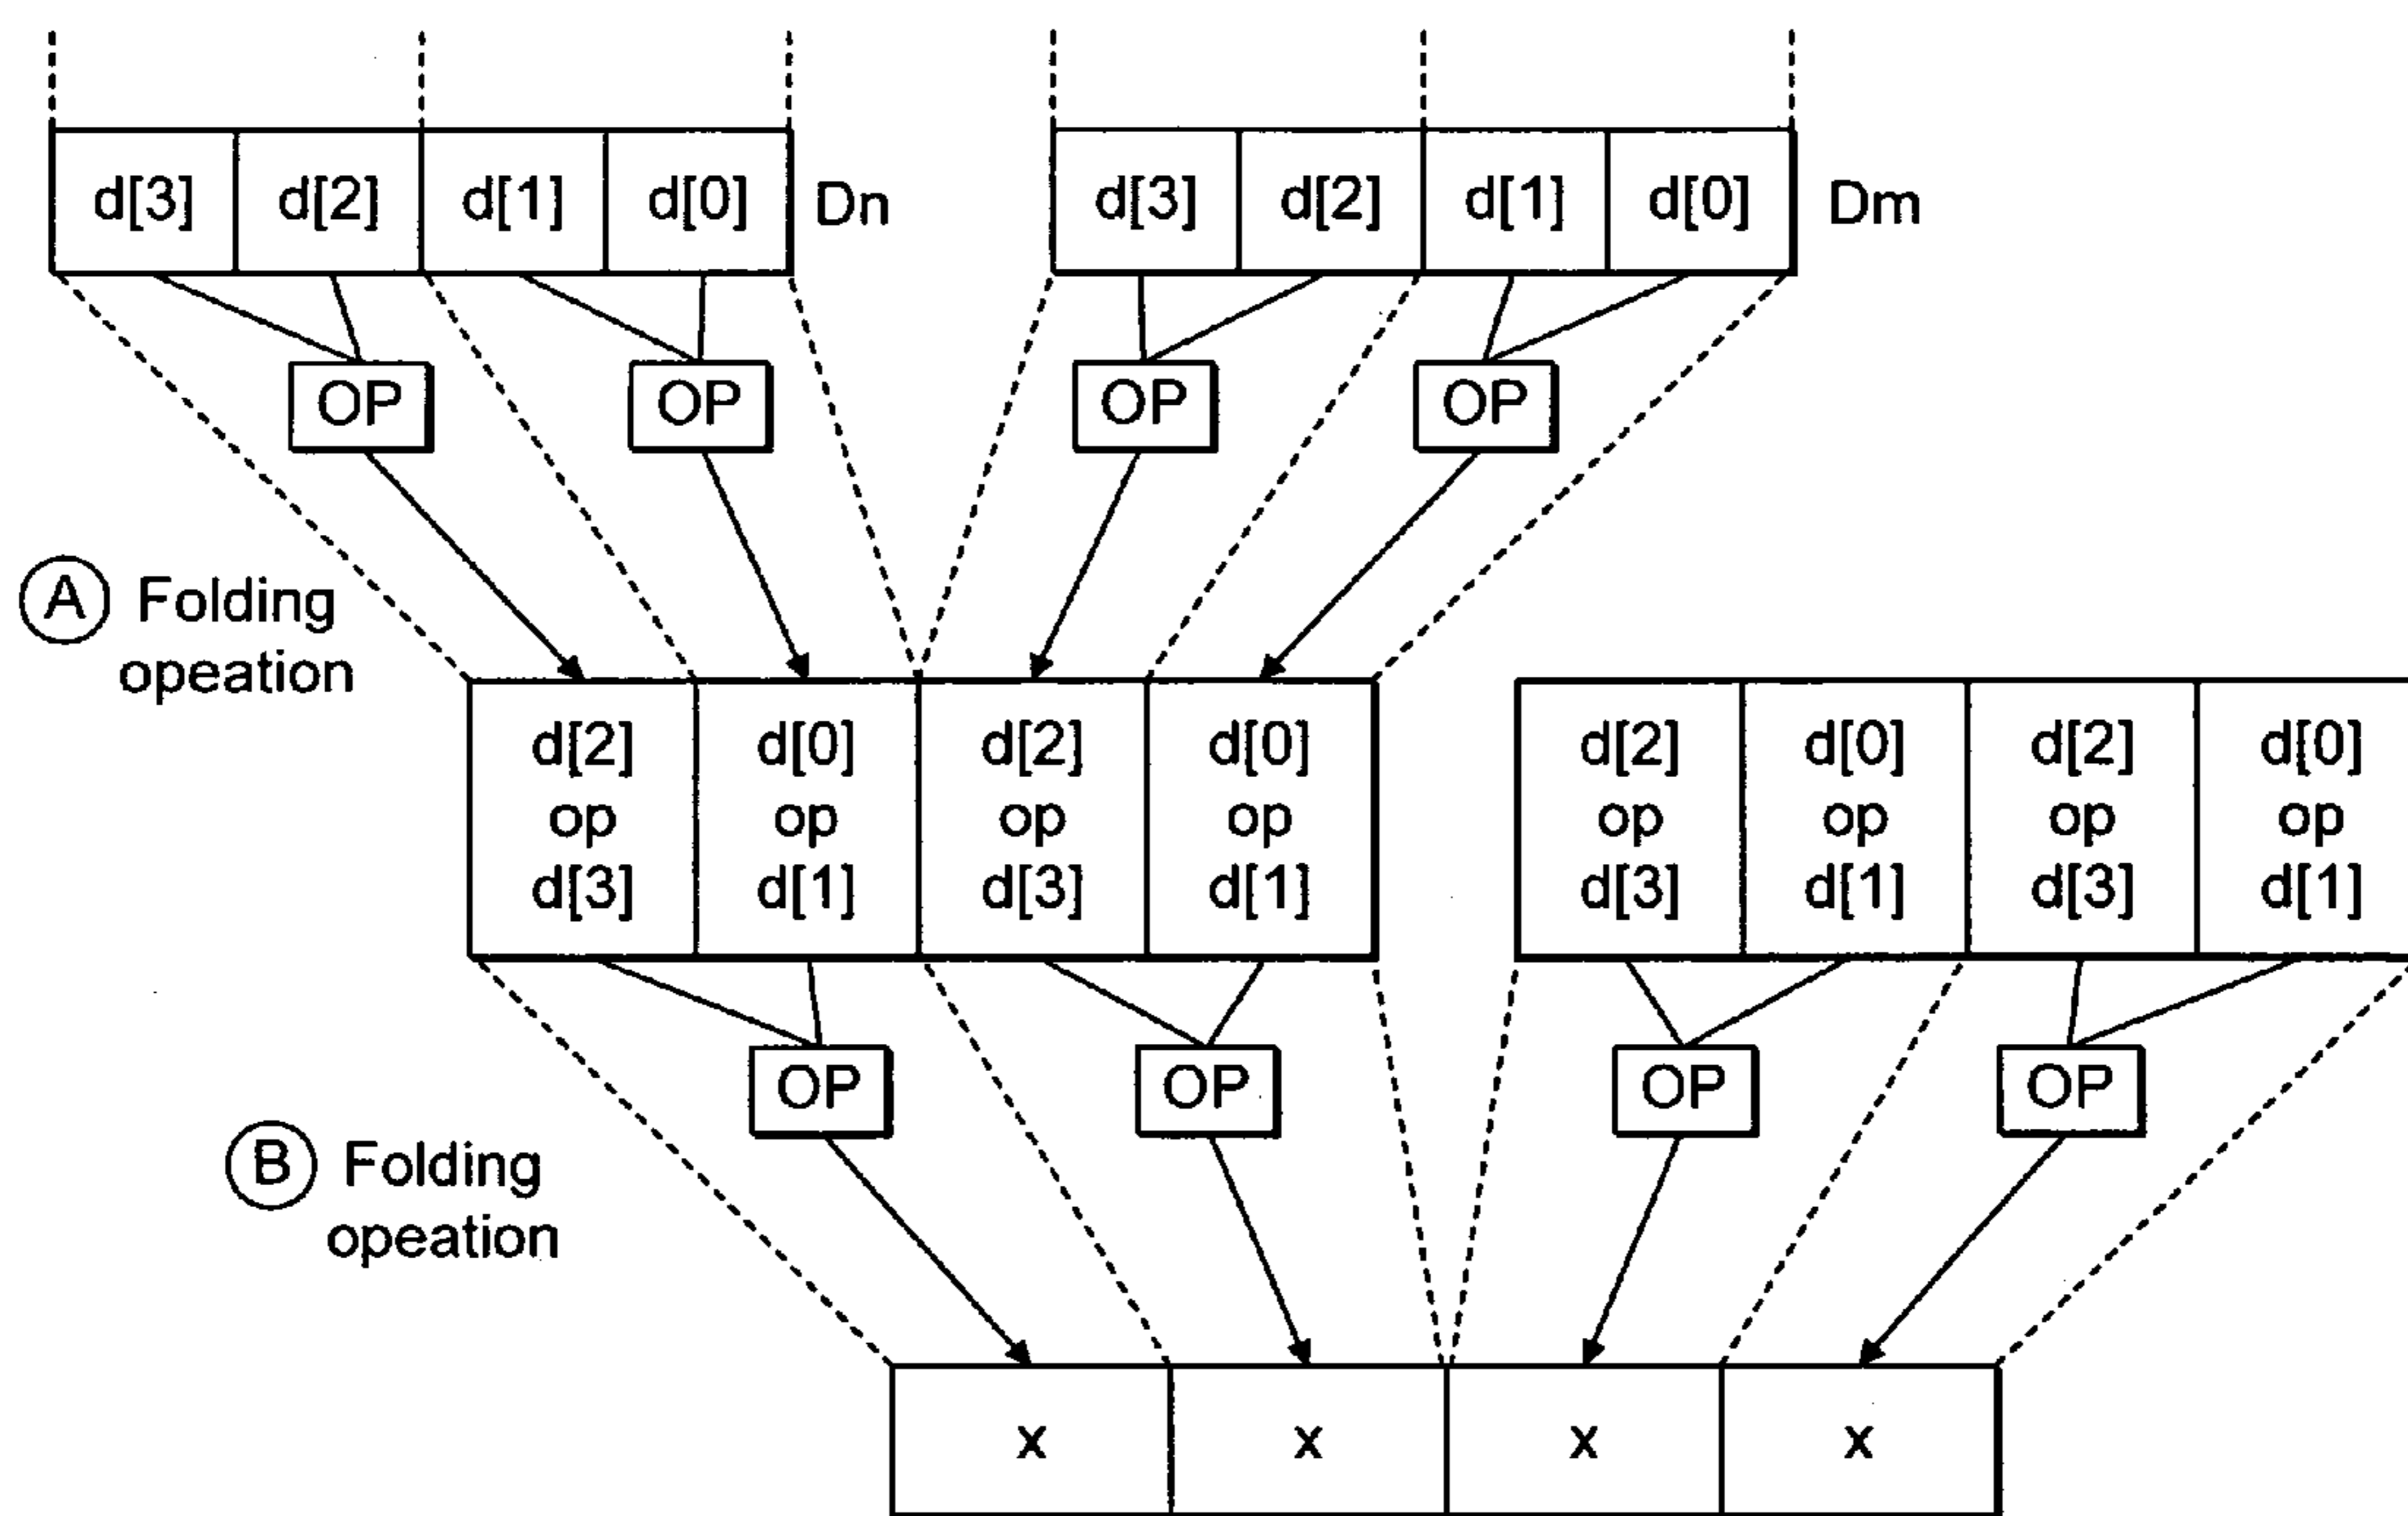 d[3] d[2] d[1] d[0] Dn d[3] d[2] d[1] d[0] Dm
OP OP OP OP
A Folding
opeation
d[2] d[0] d[2] d[0] d[2] d[0] d[2] d[0]
op op op op op op op op
d[3] d[1] d[3] d[1] d[3] d[1] d[3] d[1]
OP OP OP OP
B Folding
opeation
x x x x